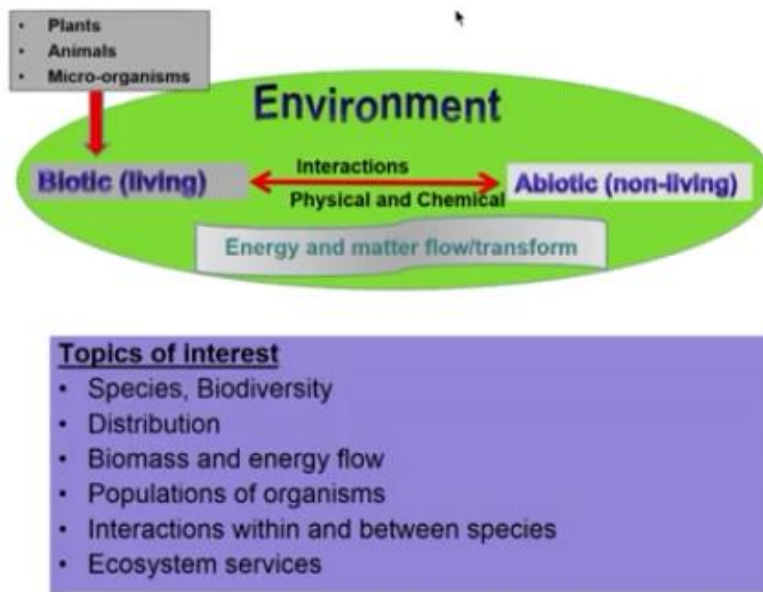 • Plants
• Animals
• Micro-organisms
Environment
Biotic (living)
Interactions
Physical and Chemical
Abiotic (non-living)
Energy and matter flow/transform
Topics of interest
• Species, Biodiversity
• Distribution
• Biomass and energy flow
• Populations of organisms
• Interactions within and between species
• Ecosystem services